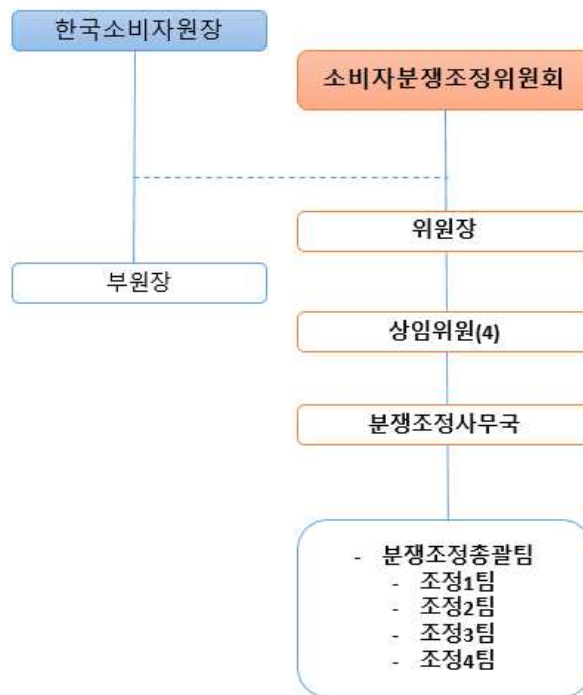 한국소비자원장
소비자분쟁조정위원회
위원장
부원장
상임위원(4)
분쟁조정사무국
- 분쟁조정총괄팀
- 조정1팀
- 조정2팀
- 조정3팀
- 조정4팀